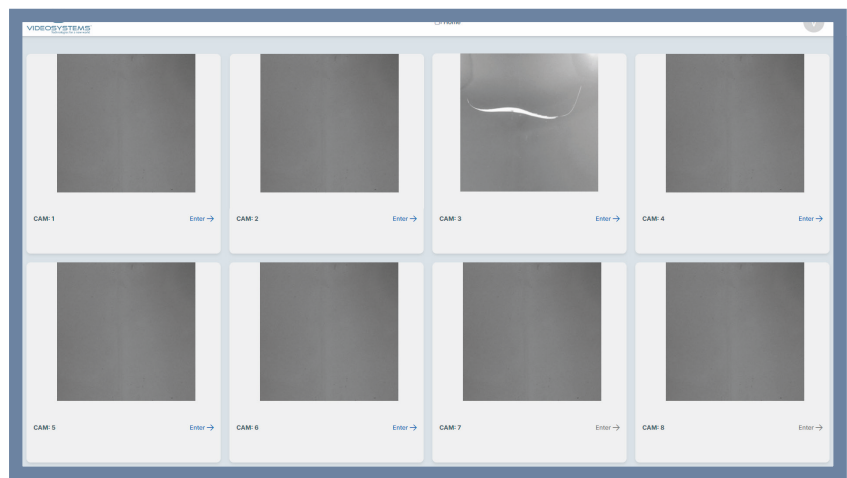 VIDEOSYSTEMS
Home
CAM: 1
Enter →
CAM: 2
Enter →
CAM: 3
Enter →
CAM: 4
Enter →
CAM: 5
Enter →
CAM: 6
Enter →
CAM: 7
Enter →
CAM: 8
Enter →